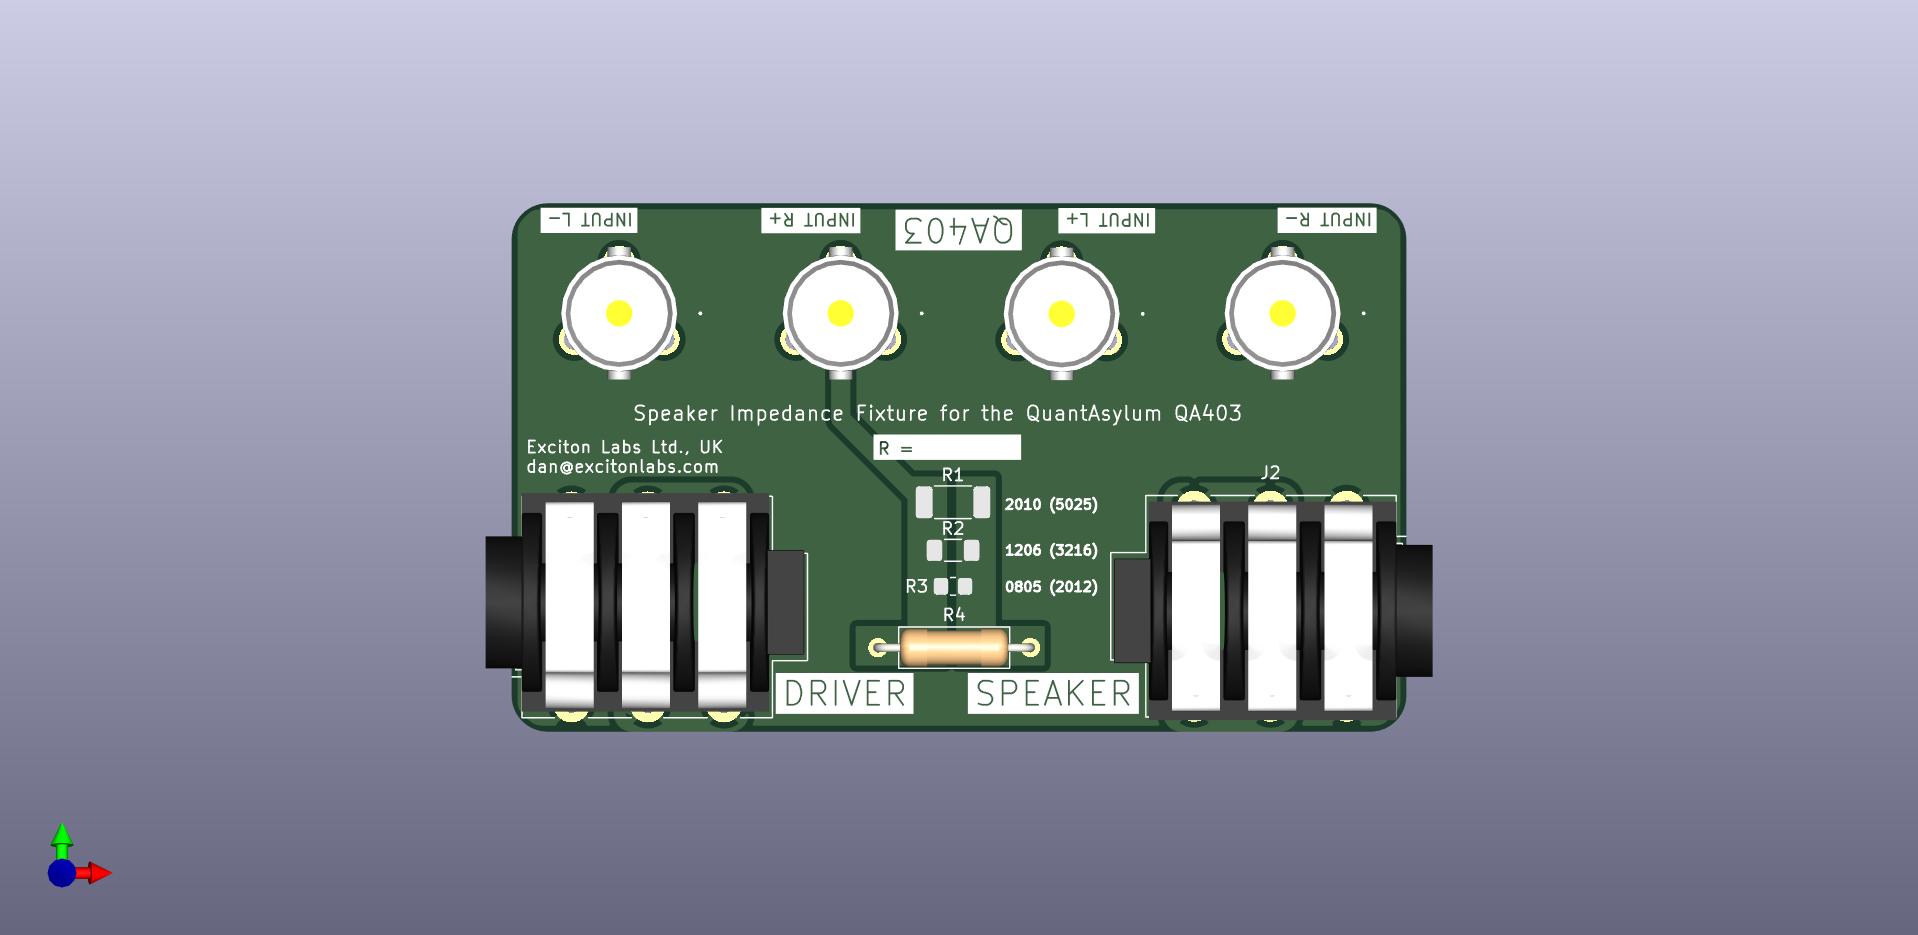 INPUT L-
INPUT R+
QA403
INPUT L+
INPUT R-
Speaker Impedance Fixture for the QuantAsylum QA403
Exciton Labs Ltd., UK
dan@excitonlabs.com
R =
R1
J2
2010 (5025)
R2
1206 (3216)
R3
0805 (2012)
R4
DRIVER
SPEAKER